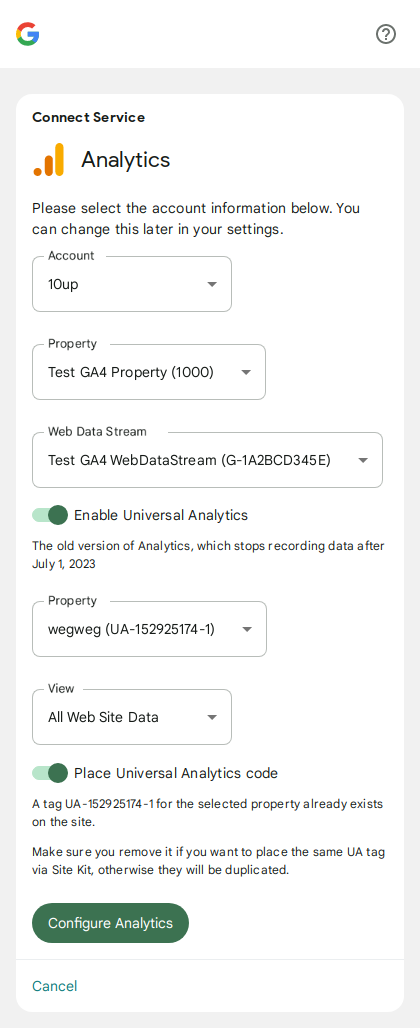 Connect Service
Analytics
Please select the account information below. You
can change this later in your settings.
Account
10up
Property
Test GA4 Property (1000)
Web Data Stream
Test GA4 WebDataStream (G-1A2BCD345E)
Enable Universal Analytics
The old version of Analytics, which stops recording data after
July 1, 2023
Property
wegweg (UA-152925174-1)
View
All Web Site Data
Place Universal Analytics code
A tag UA-152925174-1 for the selected property already exists
on the site.
Make sure you remove it if you want to place the same UA tag
via Site Kit, otherwise they will be duplicated.
Configure Analytics
Cancel